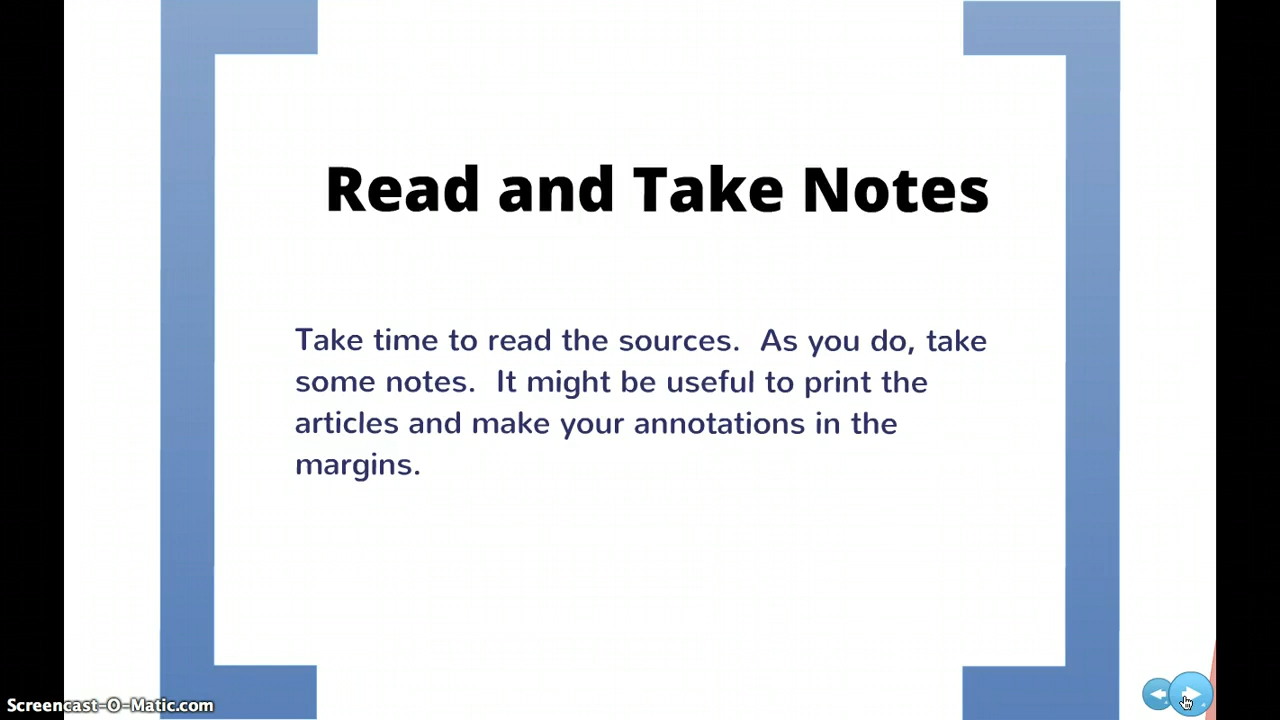 Read and Take Notes
Take time to read the sources.  As you do, take
some notes.  It might be useful to print the
articles and make your annotations in the
margins.
Screencast-O-Matic.com